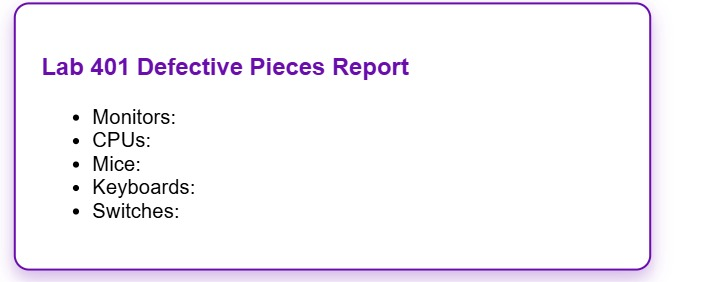 Lab 401 Defective Pieces Report
Monitors:
CPUs:
Mice:
Keyboards:
Switches: